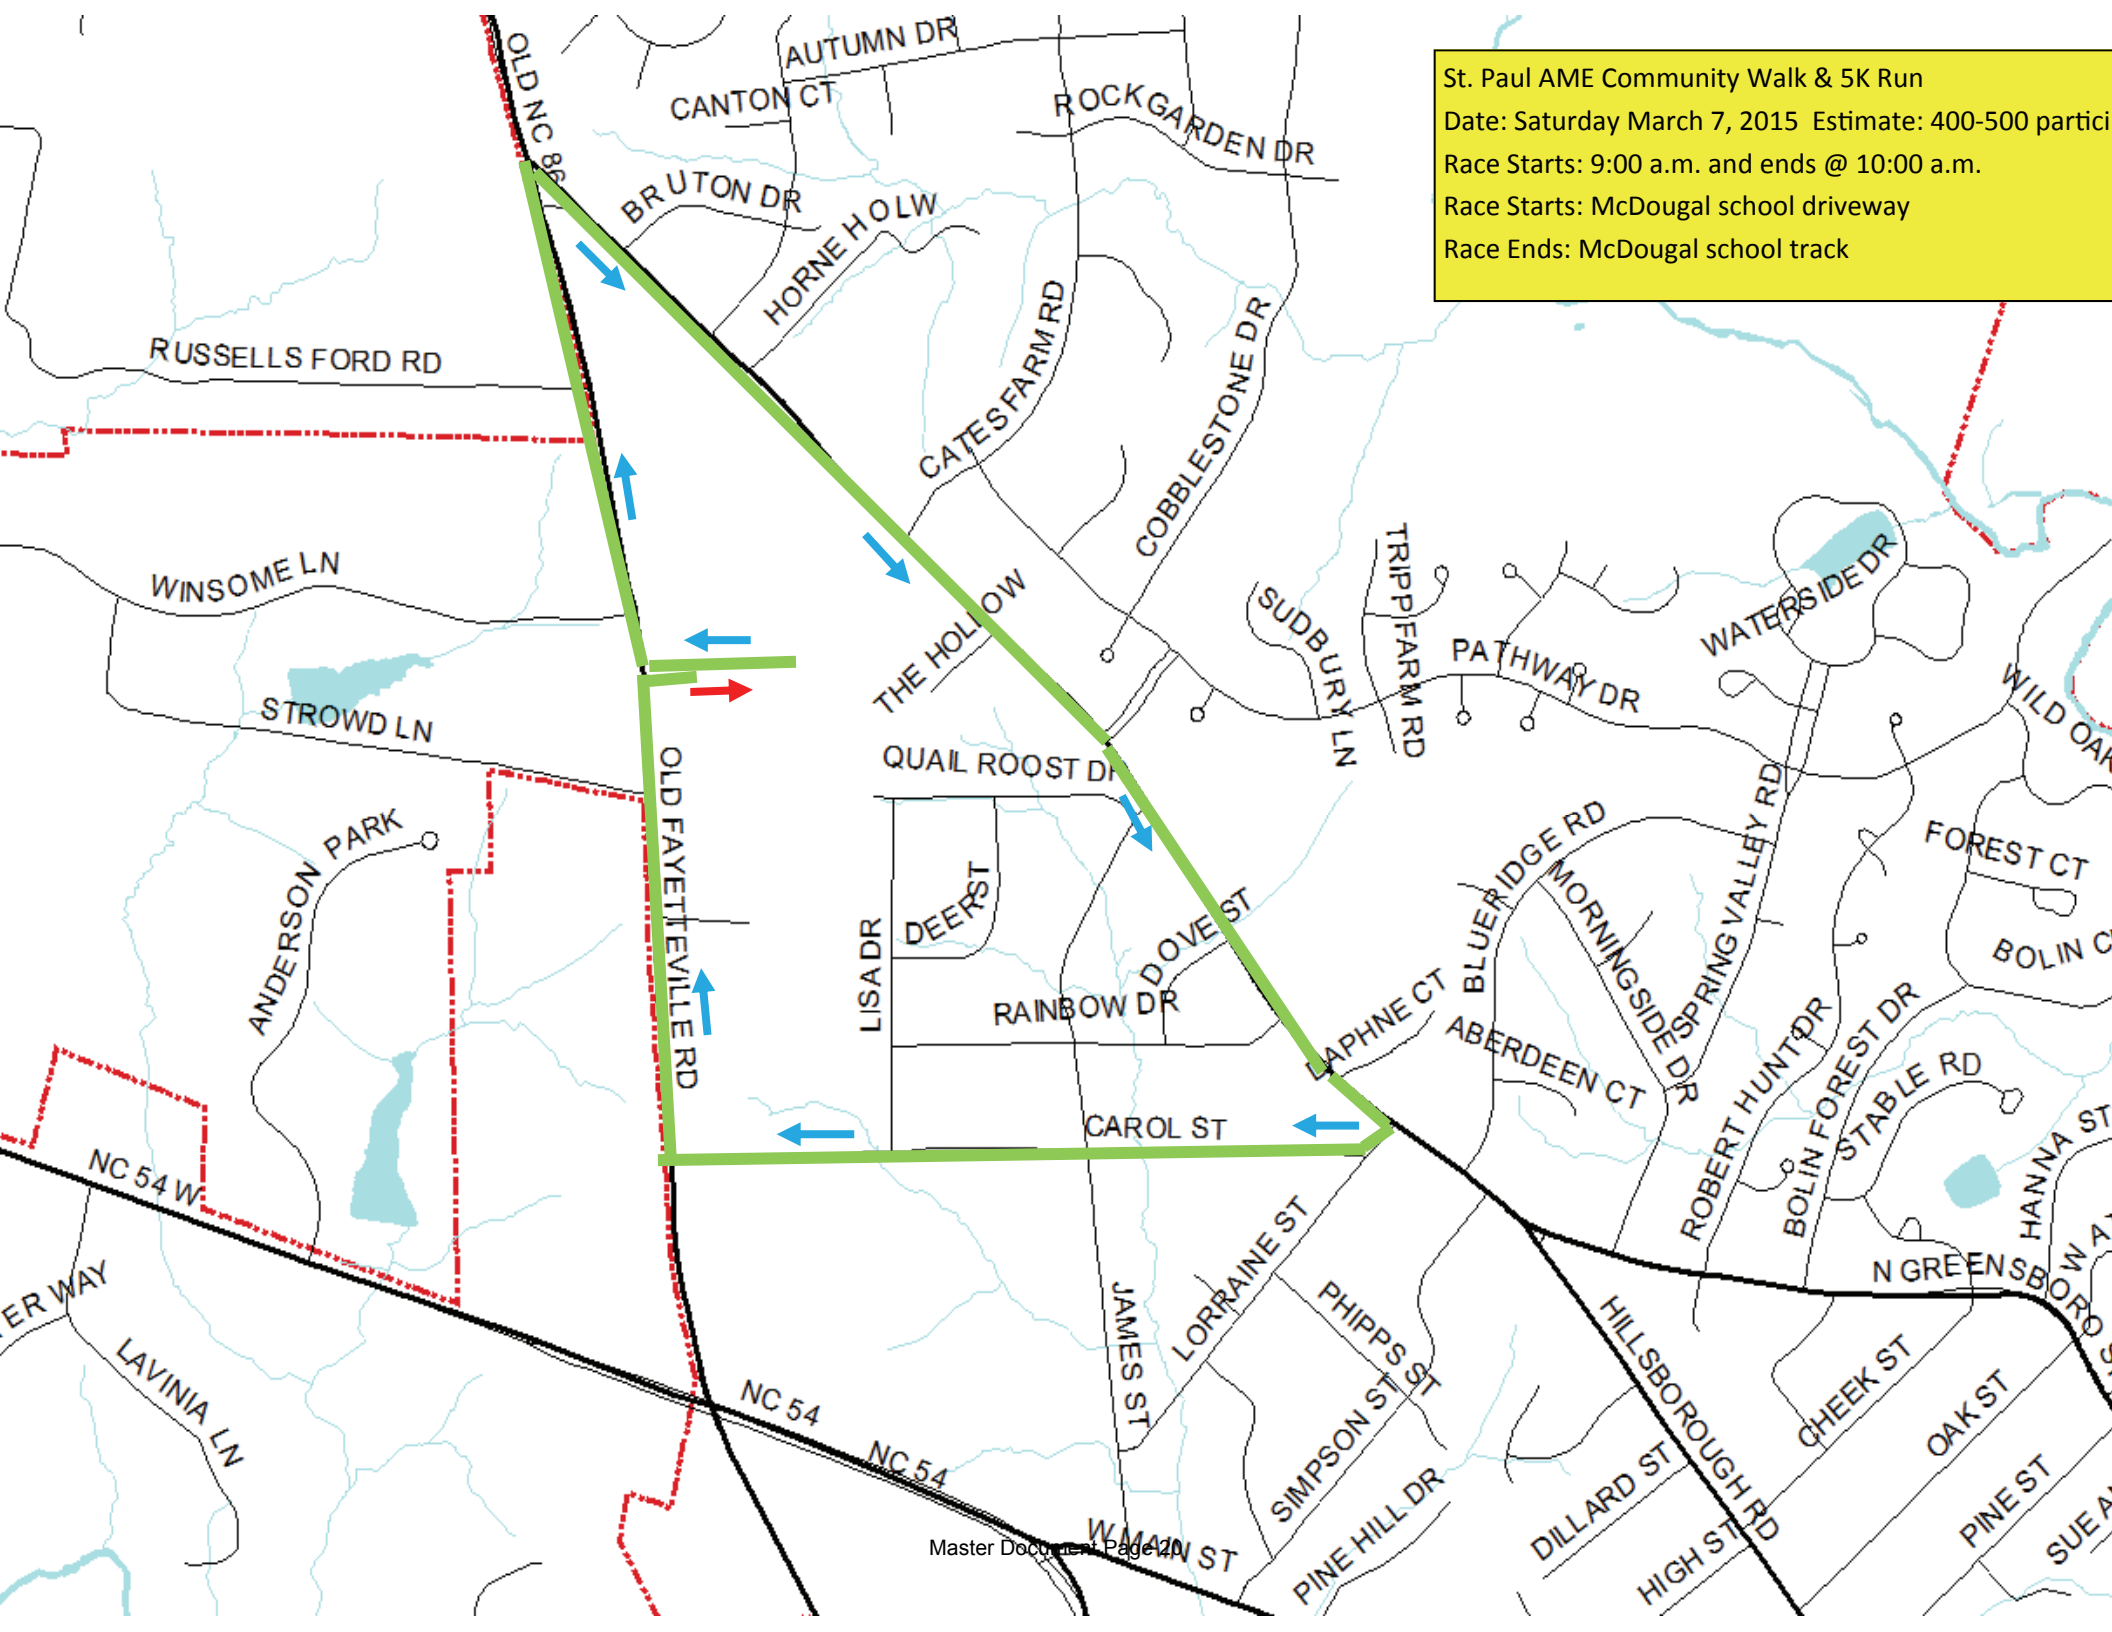 OLD NC 86
AUTUMN DR
CANTON CT
ROCK GARDEN DR
St. Paul AME Community Walk & 5K Run
Date: Saturday March 7, 2015 Estimate: 400-500 partici
Race Starts: 9:00 a.m. and ends @ 10:00 a.m.
Race Starts: McDougal school driveway
Race Ends: McDougal school track
BRUTON DR
HORNE HOLW
RUSSELLS FORD RD
CATES FARM RD
COBBLESTONE DR
WINSOME LN
THE HOLLOW
SUDBURY LN
TRIPP FARM RD
PATHWAY DR
WATERSIDE DR
WILD OAK
STROWD LN
QUAIL ROOST DR
OLD FAYETTEVILLE RD
ANDERSON PARK
LISA DR
DEER ST
DOVE ST
RAINBOW DR
BLUERIDGE RD
MORNINGSIDE DR
SPRING VALLEY RD
FOREST CT
BOLIN C
DAPHNE CT
ABERDEEN CT
ROBERT HUNT DR
BOLIN FOREST DR
STABLE RD
HANNA ST
CAROL ST
NC 54 W
TER WAY
LAVINIA LN
NC 54
NC 54
JAMES ST
LORRAINE ST
PHIPPS ST
SIMPSON ST
PINE HILL DR
W MAIN ST
N GREENSBORO S
HILLSBOROUGH RD
CHEEK ST
OAK ST
PINE ST
DILLARD ST
HIGH ST
SUE A
Master Document Page 20